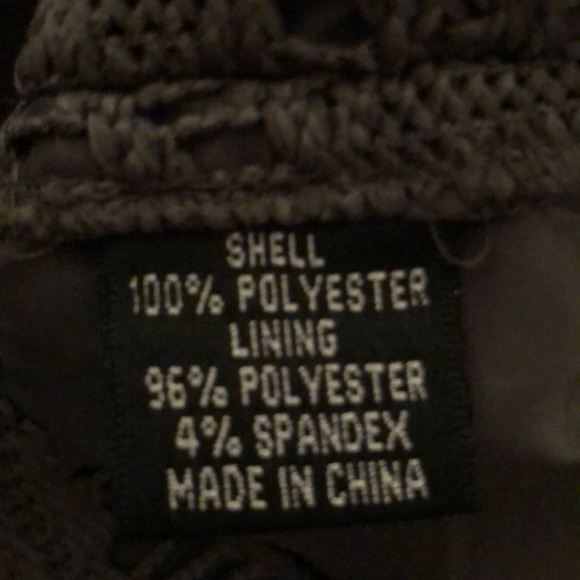 SHELL
100% POLYESTER
LINING
96% POLYESTER
4% SPANDEX
MADE IN CHINA